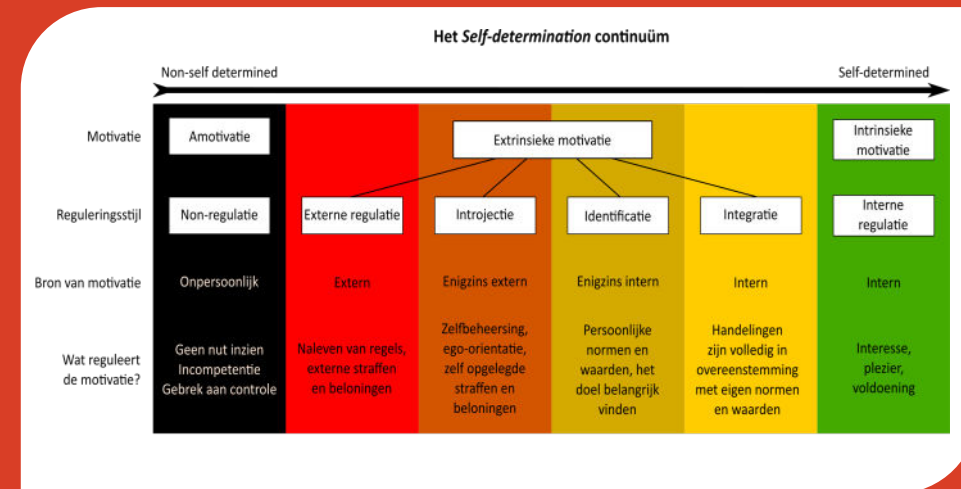 Het Self-determination continuüm
Non-self determined
Self-determined
Motivatie
Amotivatie
Extrinsieke motivatie
Intrinsieke
motivatie
Reguleringsstijl
Non-regulatie
Externe regulatie
Introjectie
Identificatie
Integratie
Interne
regulatie
Bron van motivatie
Onpersoonlijk
Extern
Enigzins extern
Enigzins intern
Intern
Intern
Wat reguleert
de motivatie?
Geen nut inzien
Incompetentie
Gebrek aan controle
Naleven van regels,
externe straffen
en beloningen
Zelfbeheersing,
ego-orientatie,
zelf opgelegde
straffen en
beloningen
Persoonlijke
normen en
waarden, het
doel belangrijk
vinden
Handelingen
zijn volledig in
overeenstemming
met eigen normen
en waarden
Interesse,
plezier,
voldoening